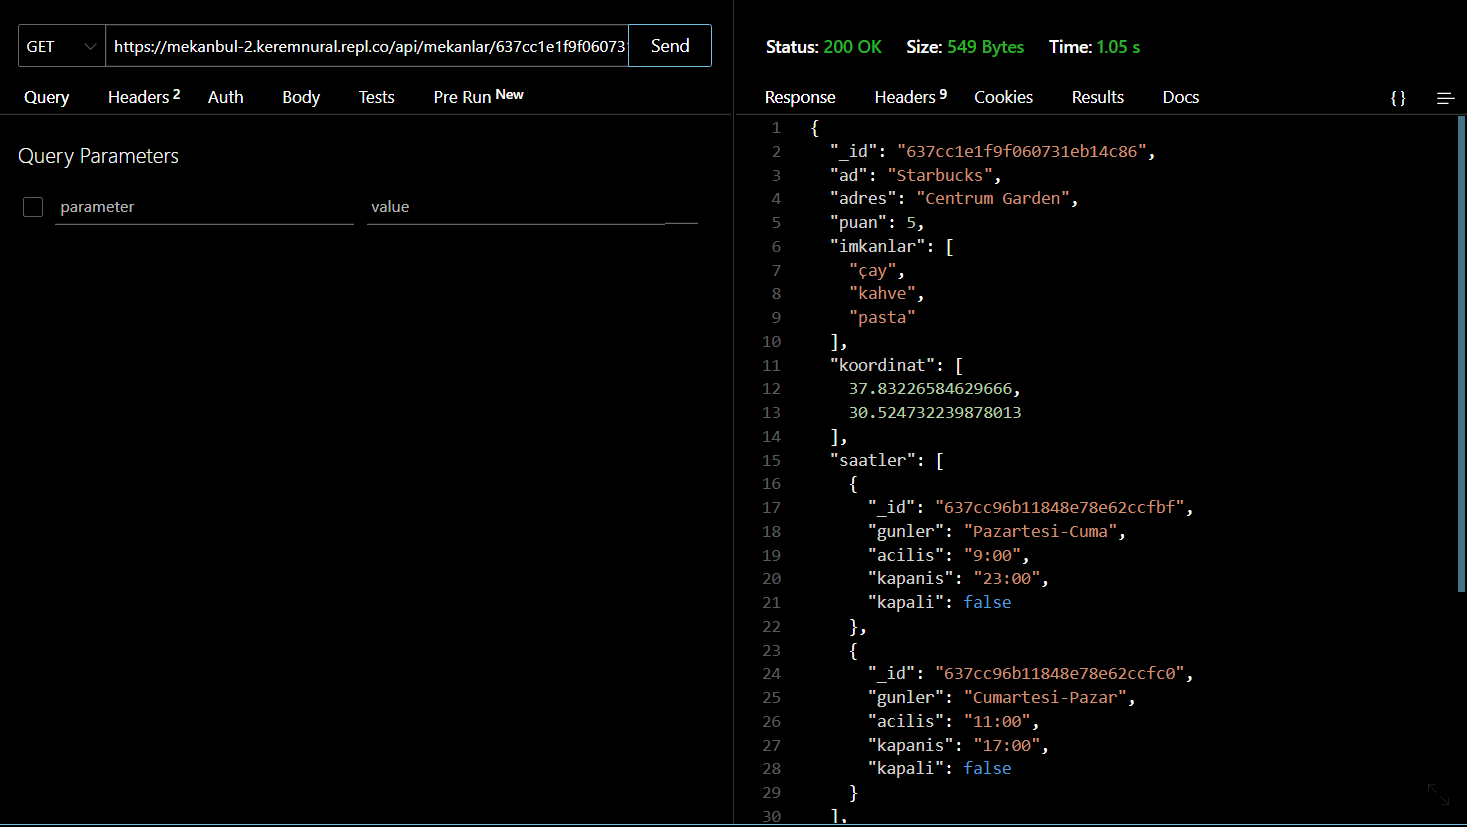 GET https://mekanbul-2.keremnural.repl.co/api/mekanlar/637cc1e1f9f06073 Send
Query Headers 2 Auth Body Tests Pre Run New
Query Parameters
parameter value
Status: 200 OK Size: 549 Bytes Time: 1.05 s
Response Headers 9 Cookies Results Docs {}
1 {
2 "_id": "637cc1e1f9f060731eb14c86",
3 "ad": "Starbucks",
4 "adres": "Centrum Garden",
5 "puan": 5,
6 "imkanlar": [
7 "çay",
8 "kahve",
9 "pasta"
10 ],
11 "koordinat": [
12 37.83226584629666,
13 30.524732239878013
14 ],
15 "saatler": [
16 {
17 "_id": "637cc96b11848e78e62ccfbf",
18 "gunler": "Pazartesi-Cuma",
19 "acilis": "9:00",
20 "kapanis": "23:00",
21 "kapali": false
22 },
23 {
24 "_id": "637cc96b11848e78e62ccfc0",
25 "gunler": "Cumartesi-Pazar",
26 "acilis": "11:00",
27 "kapanis": "17:00",
28 "kapali": false
29 }
30 ],